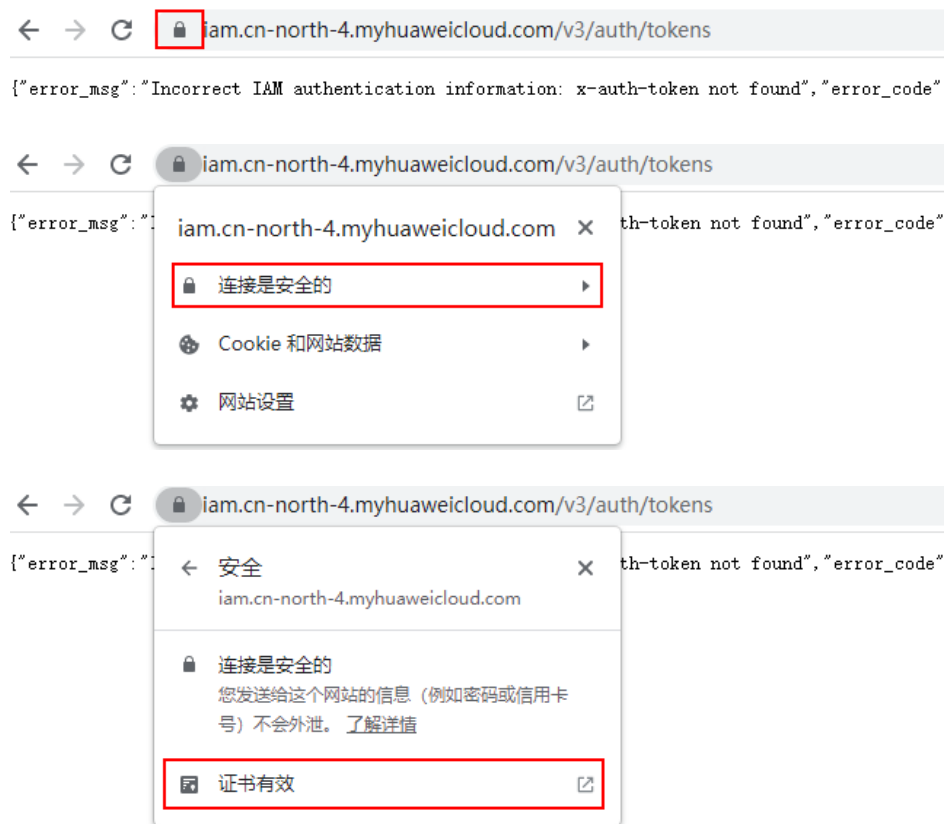 iam.cn-north-4.myhuaweicloud.com/v3/auth/tokens
{"error_msg":"Incorrect IAM authentication information: x-auth-token not found","error_code"
iam.cn-north-4.myhuaweicloud.com/v3/auth/tokens
{"error_msg":" th-token not found","error_code"
iam.cn-north-4.myhuaweicloud.com
连接是安全的
Cookie 和网站数据
网站设置
iam.cn-north-4.myhuaweicloud.com/v3/auth/tokens
{"error_msg":" th-token not found","error_code"
安全
iam.cn-north-4.myhuaweicloud.com
连接是安全的
您发送给这个网站的信息（例如密码或信用卡
号）不会外泄。 了解详情
证书有效